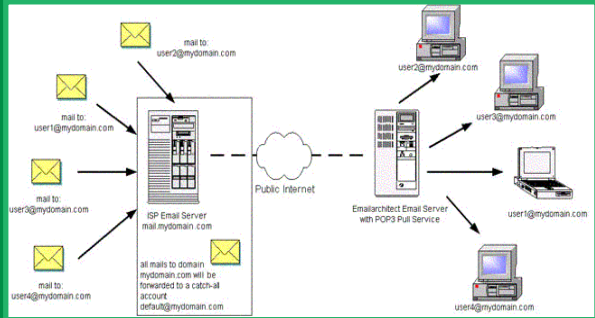 mail to:
user2@mydomain.com
mail to:
user1@mydomain.com
mail to:
user3@mydomain.com
mail to:
user4@mydomain.com
ISP Email Server
mail.mydomain.com
all mails to domain
mydomain.com will be
forwarded to a catch-all
account
default@mydomain.com
Public Internet
Emailarchitect Email Server
with POP3 Pull Service
user2@mydomain.com
user3@mydomain.com
user1@mydomain.com
user4@mydomain.com